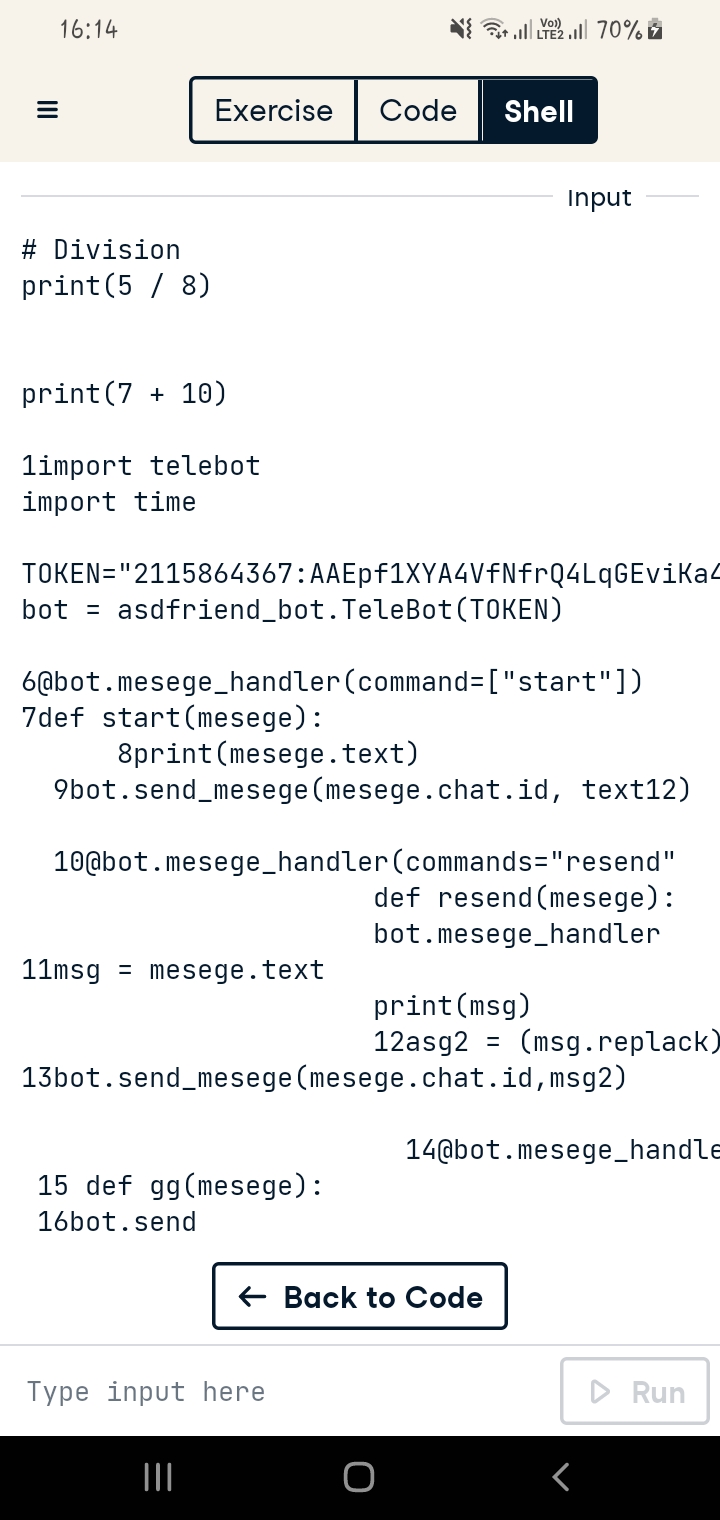 16:14
Vo))
LTE2
70%
Exercise Code Shell
Input
# Division
print(5 / 8)
print(7 + 10)
1import telebot
import time
TOKEN="2115864367:AAEpf1XYA4VfNfrQ4LqGEviKa4
bot = asdfriend_bot.TeleBot(TOKEN)
6@bot.mesege_handler(command=["start"])
7def start(mesege):
8print(mesege.text)
9bot.send_mesege(mesege.chat.id, text12)
10@bot.mesege_handler(commands="resend"
def resend(mesege):
bot.mesege_handler
11msg = mesege.text
print(msg)
12asg2 = (msg.replack)
13bot.send_mesege(mesege.chat.id,msg2)
14@bot.mesege_handle
15 def gg(mesege):
16bot.send
← Back to Code
Type input here
Run